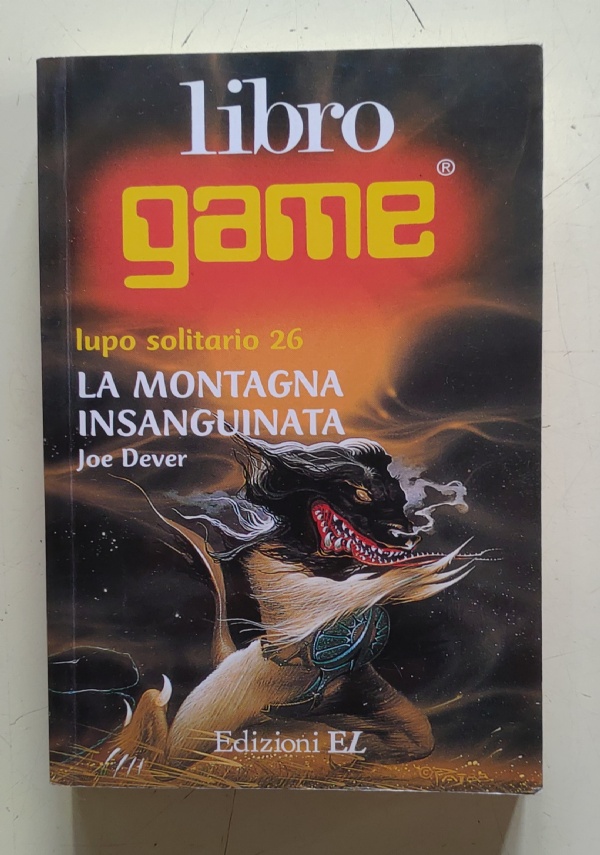 libro
game®
lupo solitario 26
LA MONTAGNA
INSANGUINATA
Joe Dever
Edizioni EL